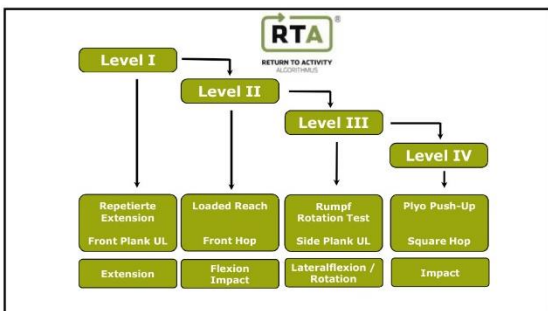 RTA®
RETURN TO ACTIVITY
ALGORITHMUS
Level I
Level II
Level III
Level IV
Repetierte
Extension
Front Plank UL
Loaded Reach
Front Hop
Rumpf
Rotation Test
Side Plank UL
Plyo Push-Up
Square Hop
Extension
Flexion
Impact
Lateralflexion /
Rotation
Impact